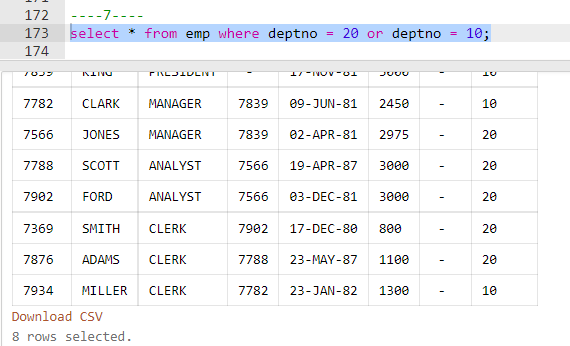 172 ----7----
173 select * from emp where deptno = 20 or deptno = 10;
174
7839 KING PRESIDENT - 17-NOV-81 5000 - 10
7782 CLARK MANAGER 7839 09-JUN-81 2450 - 10
7566 JONES MANAGER 7839 02-APR-81 2975 - 20
7788 SCOTT ANALYST 7566 19-APR-87 3000 - 20
7902 FORD ANALYST 7566 03-DEC-81 3000 - 20
7369 SMITH CLERK 7902 17-DEC-80 800 - 20
7876 ADAMS CLERK 7788 23-MAY-87 1100 - 20
7934 MILLER CLERK 7782 23-JAN-82 1300 - 10
Download CSV
8 rows selected.